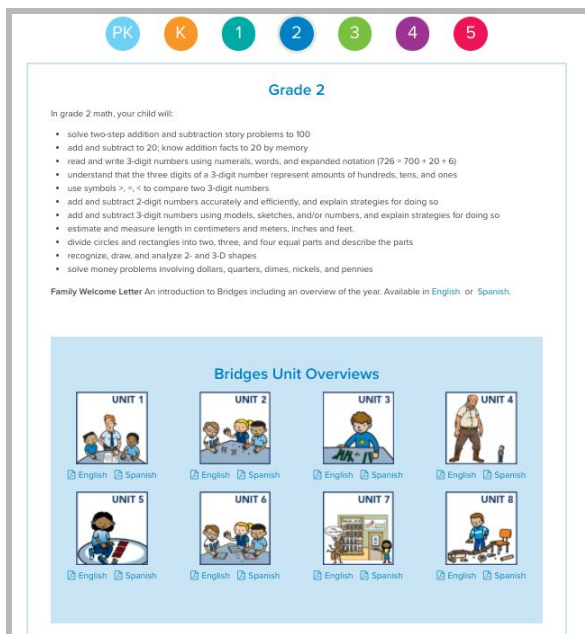 PK K 1 2 3 4 5
Grade 2
In grade 2 math, your child will:
• solve two-step addition and subtraction story problems to 100
• add and subtract to 20; know addition facts to 20 by memory
• read and write 3-digit numbers using numerals, words, and expanded notation (726 = 700 + 20 + 6)
• understand that the three digits of a 3-digit number represent amounts of hundreds, tens, and ones
• use symbols >, =, < to compare two 3-digit numbers
• add and subtract 2-digit numbers accurately and efficiently, and explain strategies for doing so
• add and subtract 3-digit numbers using models, sketches, and/or numbers, and explain strategies for doing so
• estimate and measure length in centimeters and meters, inches and feet.
• divide circles and rectangles into two, three, and four equal parts and describe the parts
• recognize, draw, and analyze 2- and 3-D shapes
• solve money problems involving dollars, quarters, dimes, nickels, and pennies
Family Welcome Letter An introduction to Bridges including an overview of the year. Available in English or Spanish.
Bridges Unit Overviews
UNIT 1 UNIT 2 UNIT 3 UNIT 4
English Spanish English Spanish English Spanish English Spanish
UNIT 5 UNIT 6 UNIT 7 UNIT 8
English Spanish English Spanish English Spanish English Spanish